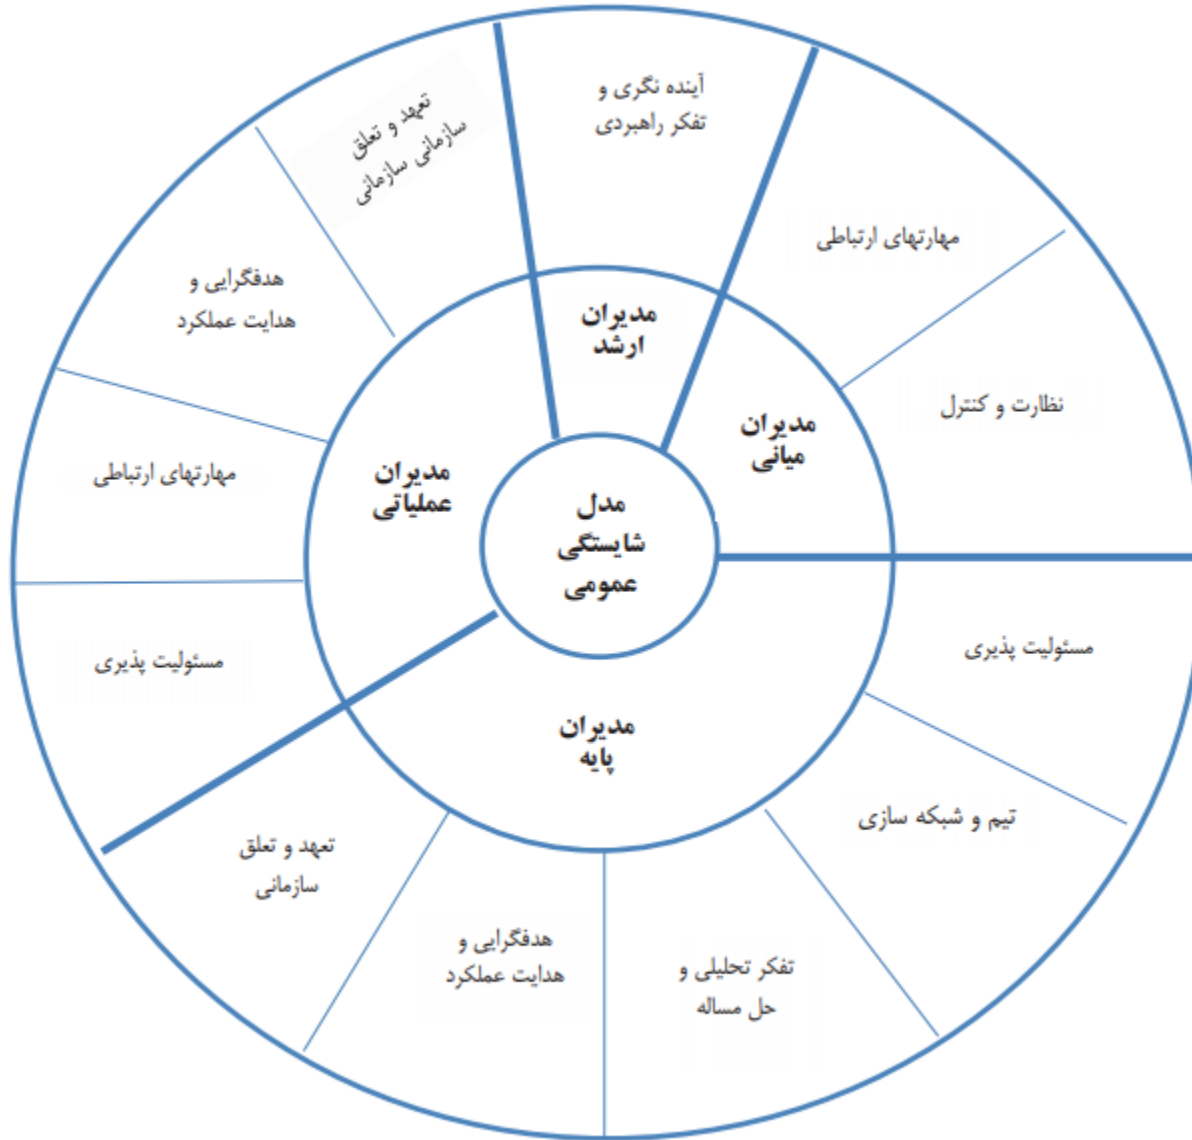 آینده نگری و
تفکر راهبردی
تعهد و تعلق
سازمانی سازمانی
مهارتهای ارتباطی
هدفگرایی و
هدایت عملکرد
مدیران
ارشد
نظارت و کنترل
مدیران
میانی
مدیران
عملیاتی
مهارتهای ارتباطی
مدل
شایستگی
عمومی
مسئولیت پذیری
مسئولیت پذیری
مدیران
پایه
تیم و شبکه سازی
تعهد و تعلق
سازمانی
هدفگرایی و
هدایت عملکرد
تفکر تحلیلی و
حل مساله